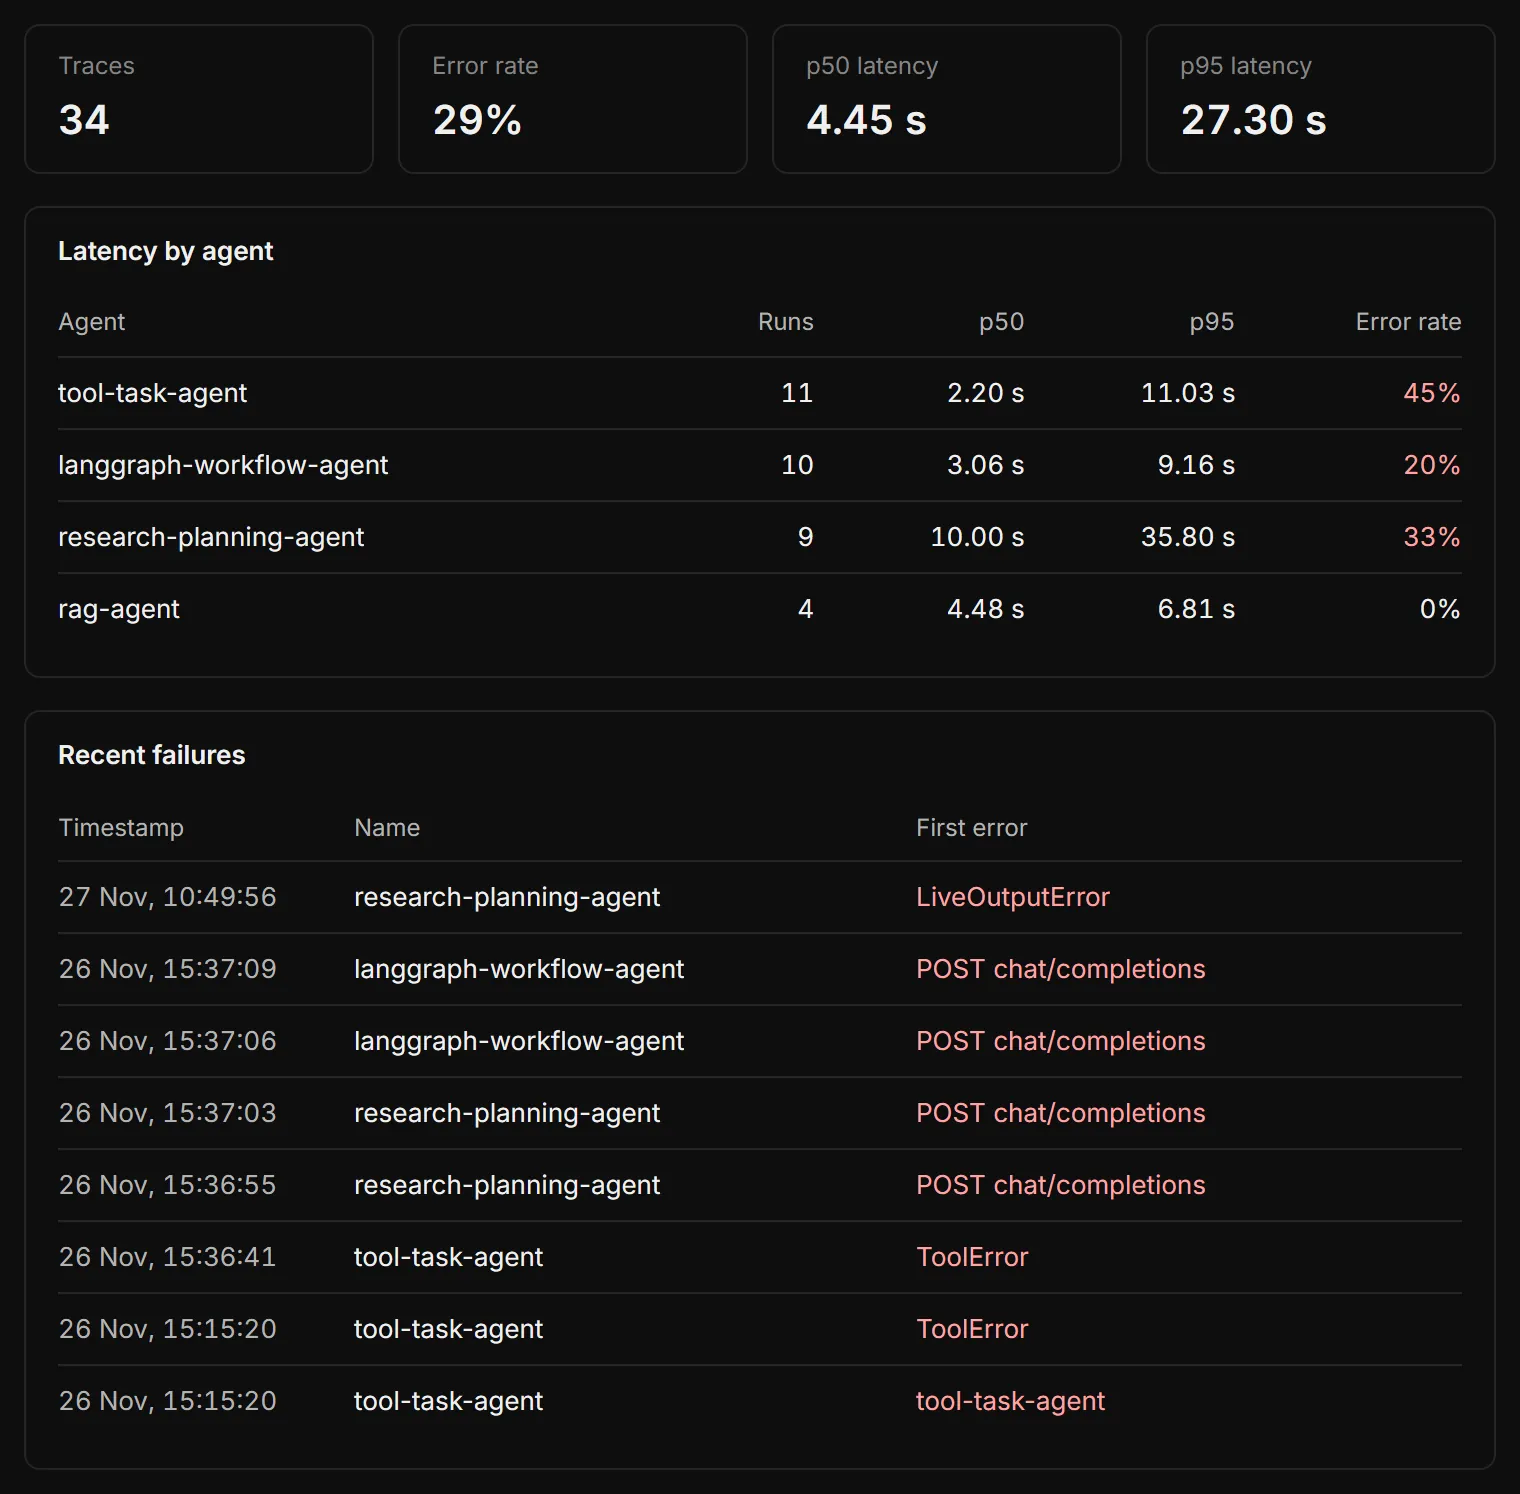 Traces
34
Error rate
29%
p50 latency
4.45 s
p95 latency
27.30 s
Latency by agent
Agent Runs p50 p95 Error rate
tool-task-agent 11 2.20 s 11.03 s 45%
langgraph-workflow-agent 10 3.06 s 9.16 s 20%
research-planning-agent 9 10.00 s 35.80 s 33%
rag-agent 4 4.48 s 6.81 s 0%
Recent failures
Timestamp Name First error
27 Nov, 10:49:56 research-planning-agent LiveOutputError
26 Nov, 15:37:09 langgraph-workflow-agent POST chat/completions
26 Nov, 15:37:06 langgraph-workflow-agent POST chat/completions
26 Nov, 15:37:03 research-planning-agent POST chat/completions
26 Nov, 15:36:55 research-planning-agent POST chat/completions
26 Nov, 15:36:41 tool-task-agent ToolError
26 Nov, 15:15:20 tool-task-agent ToolError
26 Nov, 15:15:20 tool-task-agent tool-task-agent